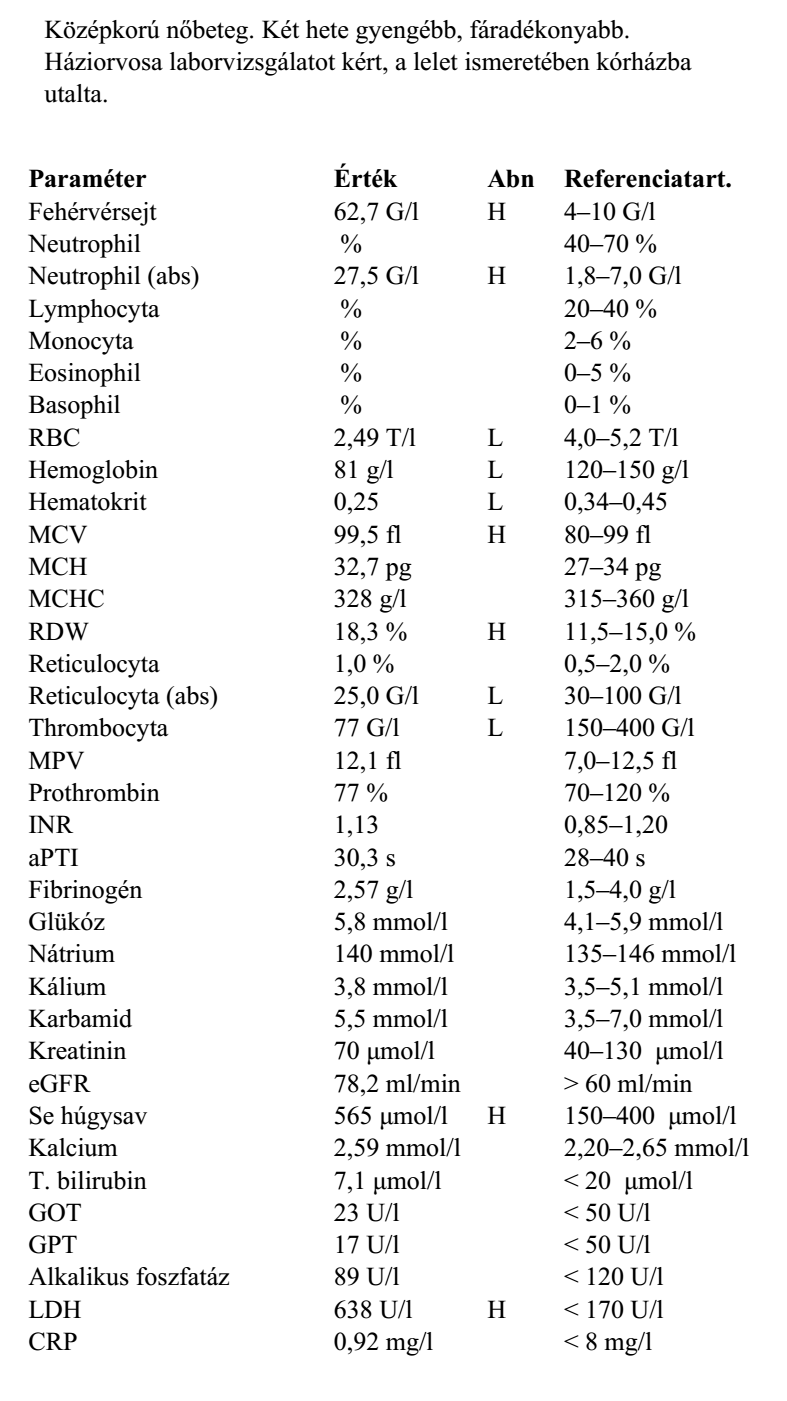 Középkorú nőbeteg. Két hete gyengébb, fáradékonyabb.
Háziorvosa laborvizsgálatot kért, a lelet ismeretében kórházba
utalta.
Paraméter Érték Abn Referenciatart.
Fehérvérsejt 62,7 G/l H 4–10 G/l
Neutrophil % 40–70 %
Neutrophil (abs) 27,5 G/l H 1,8–7,0 G/l
Lymphocyta % 20–40 %
Monocyta % 2–6 %
Eosinophil % 0–5 %
Basophil % 0–1 %
RBC 2,49 T/l L 4,0–5,2 T/l
Hemoglobin 81 g/l L 120–150 g/l
Hematokrit 0,25 L 0,34–0,45
MCV 99,5 fl H 80–99 fl
MCH 32,7 pg 27–34 pg
MCHC 328 g/l 315–360 g/l
RDW 18,3 % H 11,5–15,0 %
Reticulocyta 1,0 % 0,5–2,0 %
Reticulocyta (abs) 25,0 G/l L 30–100 G/l
Thrombocyta 77 G/l L 150–400 G/l
MPV 12,1 fl 7,0–12,5 fl
Prothrombin 77 % 70–120 %
INR 1,13 0,85–1,20
aPTI 30,3 s 28–40 s
Fibrinogén 2,57 g/l 1,5–4,0 g/l
Glükóz 5,8 mmol/l 4,1–5,9 mmol/l
Nátrium 140 mmol/l 135–146 mmol/l
Kálium 3,8 mmol/l 3,5–5,1 mmol/l
Karbamid 5,5 mmol/l 3,5–7,0 mmol/l
Kreatinin 70 μmol/l 40–130 μmol/l
eGFR 78,2 ml/min > 60 ml/min
Se húgysav 565 μmol/l H 150–400 μmol/l
Kalcium 2,59 mmol/l 2,20–2,65 mmol/l
T. bilirubin 7,1 μmol/l < 20 μmol/l
GOT 23 U/l < 50 U/l
GPT 17 U/l < 50 U/l
Alkalikus foszfatáz 89 U/l < 120 U/l
LDH 638 U/l H < 170 U/l
CRP 0,92 mg/l < 8 mg/l